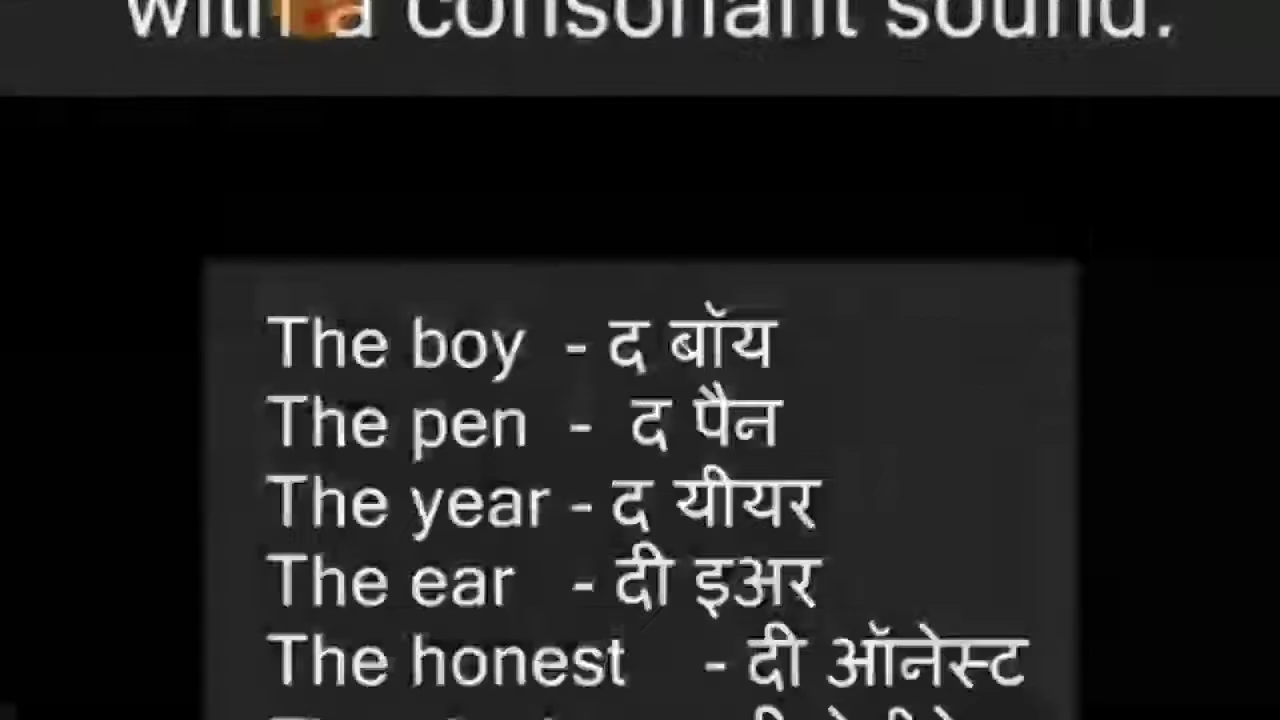 with a consonant sound.
The boy - द बॉय
The pen - द पैन
The year - द यीयर
The ear - दी इअर
The honest - दी ऑनेस्ट